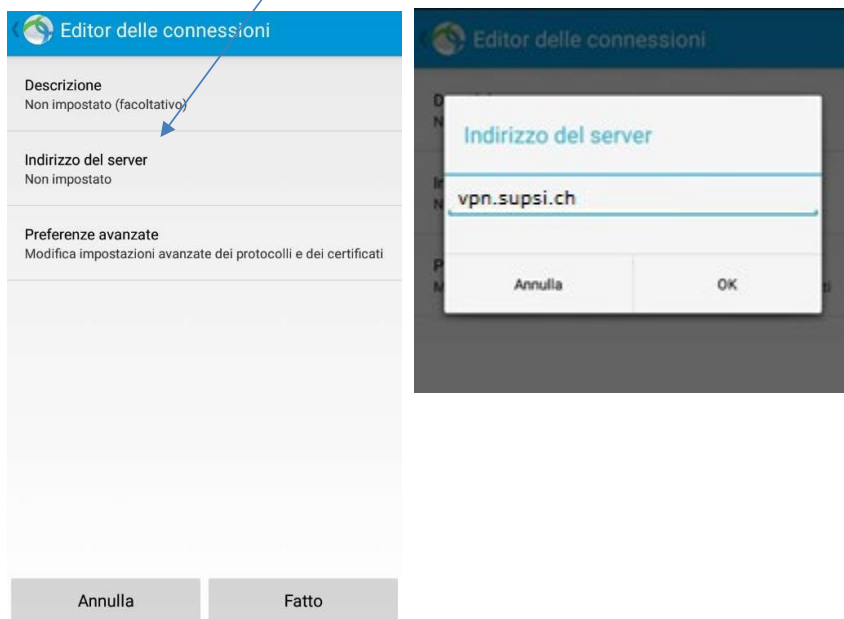 Editor delle connessioni
Descrizione
Non impostato (facoltativo)
Indirizzo del server
Non impostato
Preferenze avanzate
Modifica impostazioni avanzate dei protocolli e dei certificati
Annulla
Fatto
Editor delle connessioni
Indirizzo del server
vpn.supsi.ch
Annulla
OK